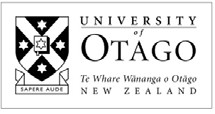 UNIVERSITY
of
OTAGO
Te Whare Wānanga o Otāgo
NEW ZEALAND
SAPERE AUDE